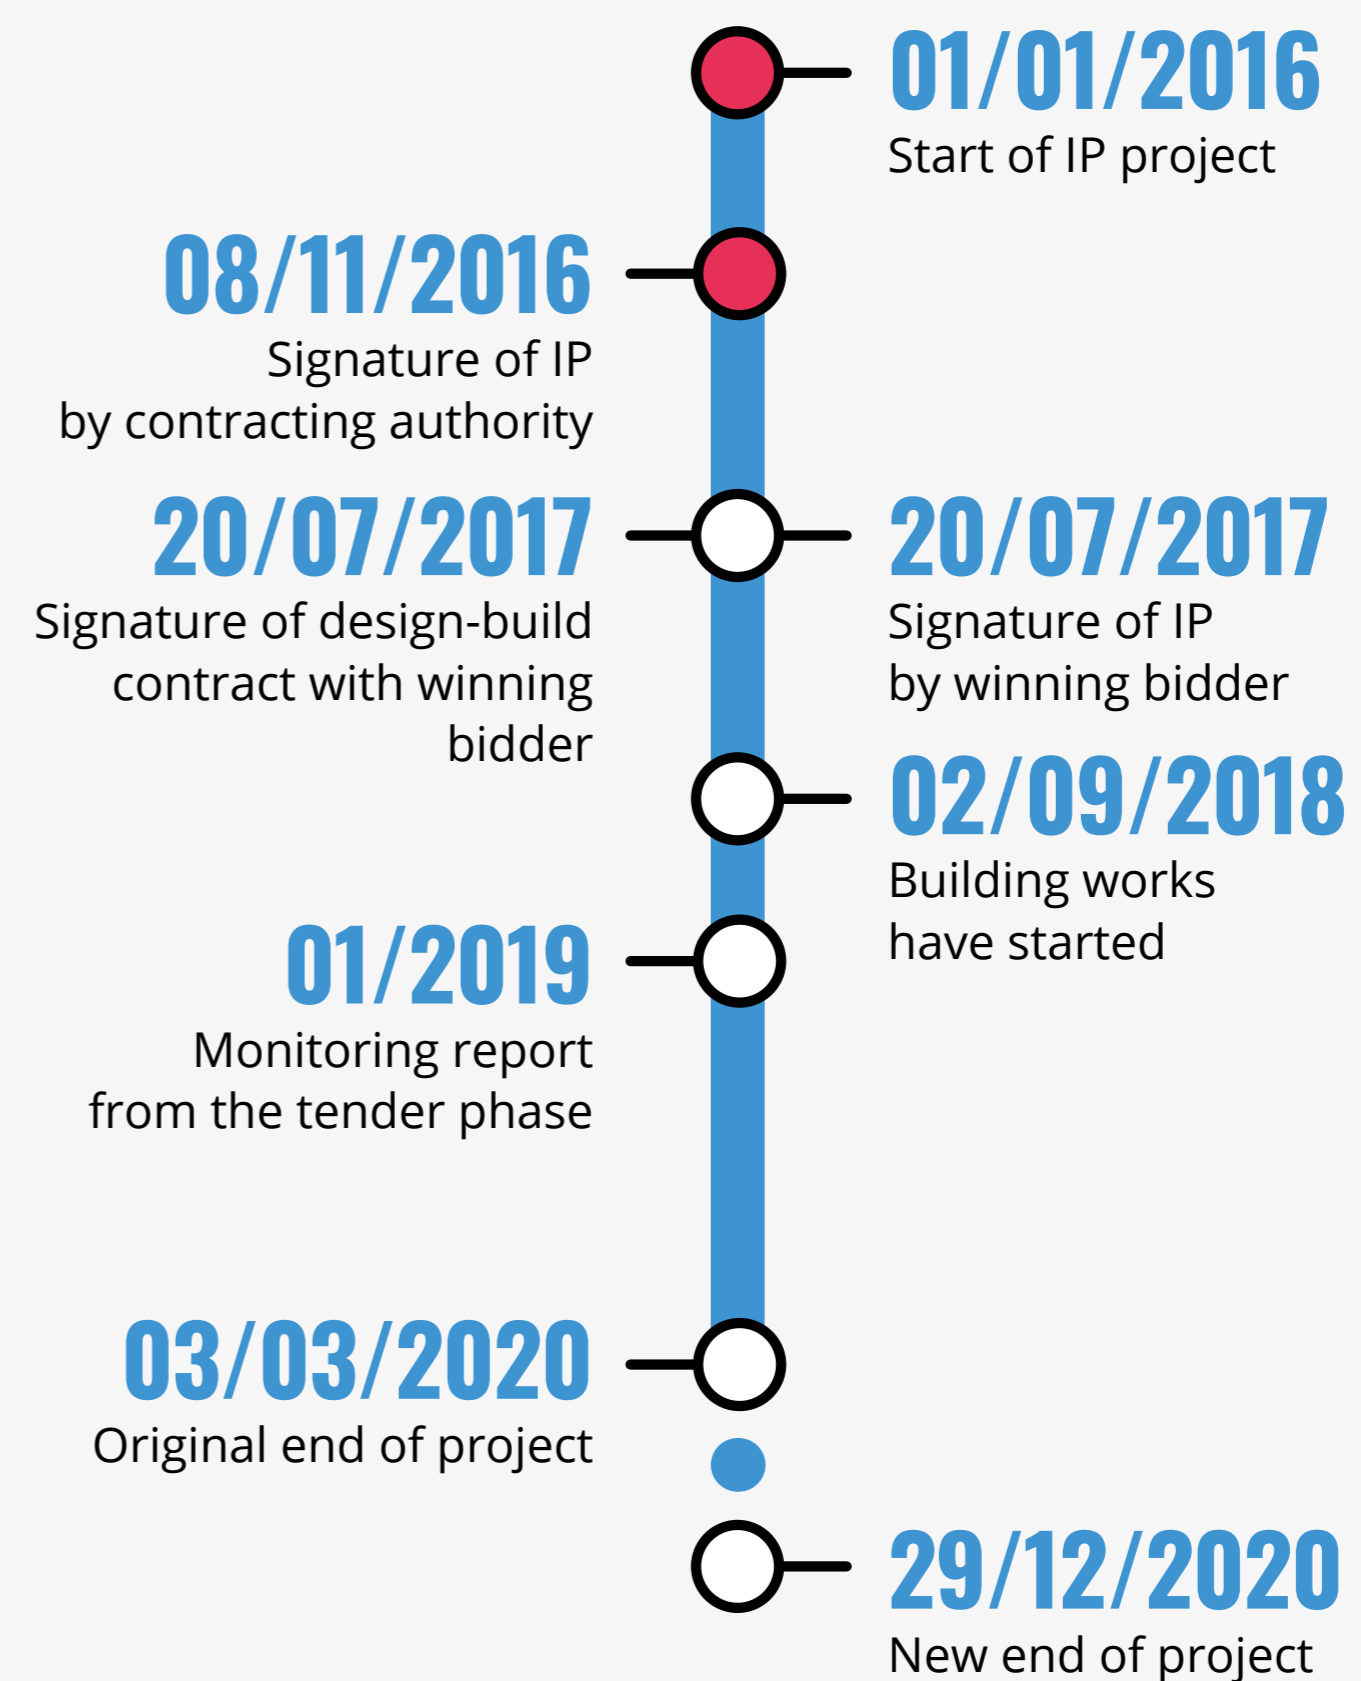 01/01/2016
Start of IP project
08/11/2016
Signature of IP
by contracting authority
20/07/2017
Signature of design-build
contract with winning
bidder
20/07/2017
Signature of IP
by winning bidder
02/09/2018
Building works
have started
01/2019
Monitoring report
from the tender phase
03/03/2020
Original end of project
29/12/2020
New end of project